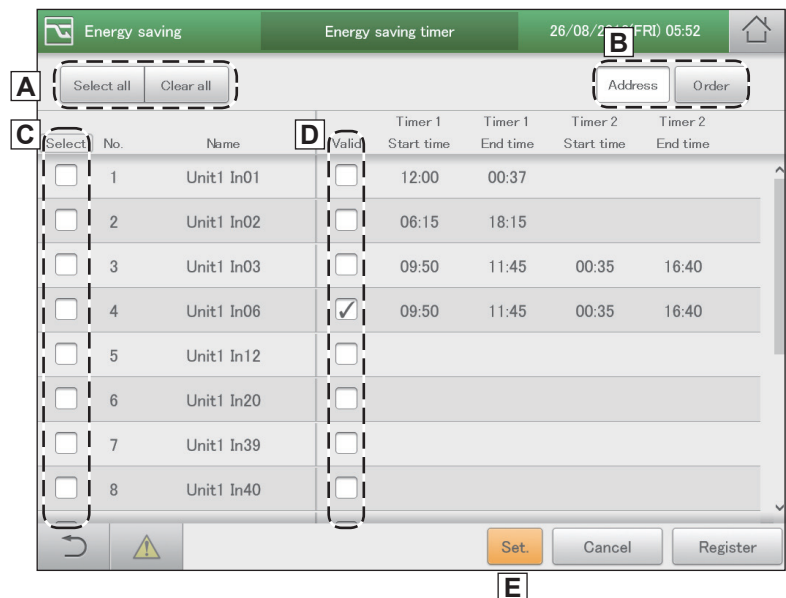 Energy saving Energy saving timer 26/08/2016(FRI) 05:52
B
A Select all Clear all Address Order
Timer 1 Timer 1 Timer 2 Timer 2
C Select No. Name D Valid Start time End time Start time End time
1 Unit1 In01 12:00 00:37
2 Unit1 In02 06:15 18:15
3 Unit1 In03 09:50 11:45 00:35 16:40
4 Unit1 In06 09:50 11:45 00:35 16:40
5 Unit1 In12
6 Unit1 In20
7 Unit1 In39
8 Unit1 In40
Set. Cancel Register
E